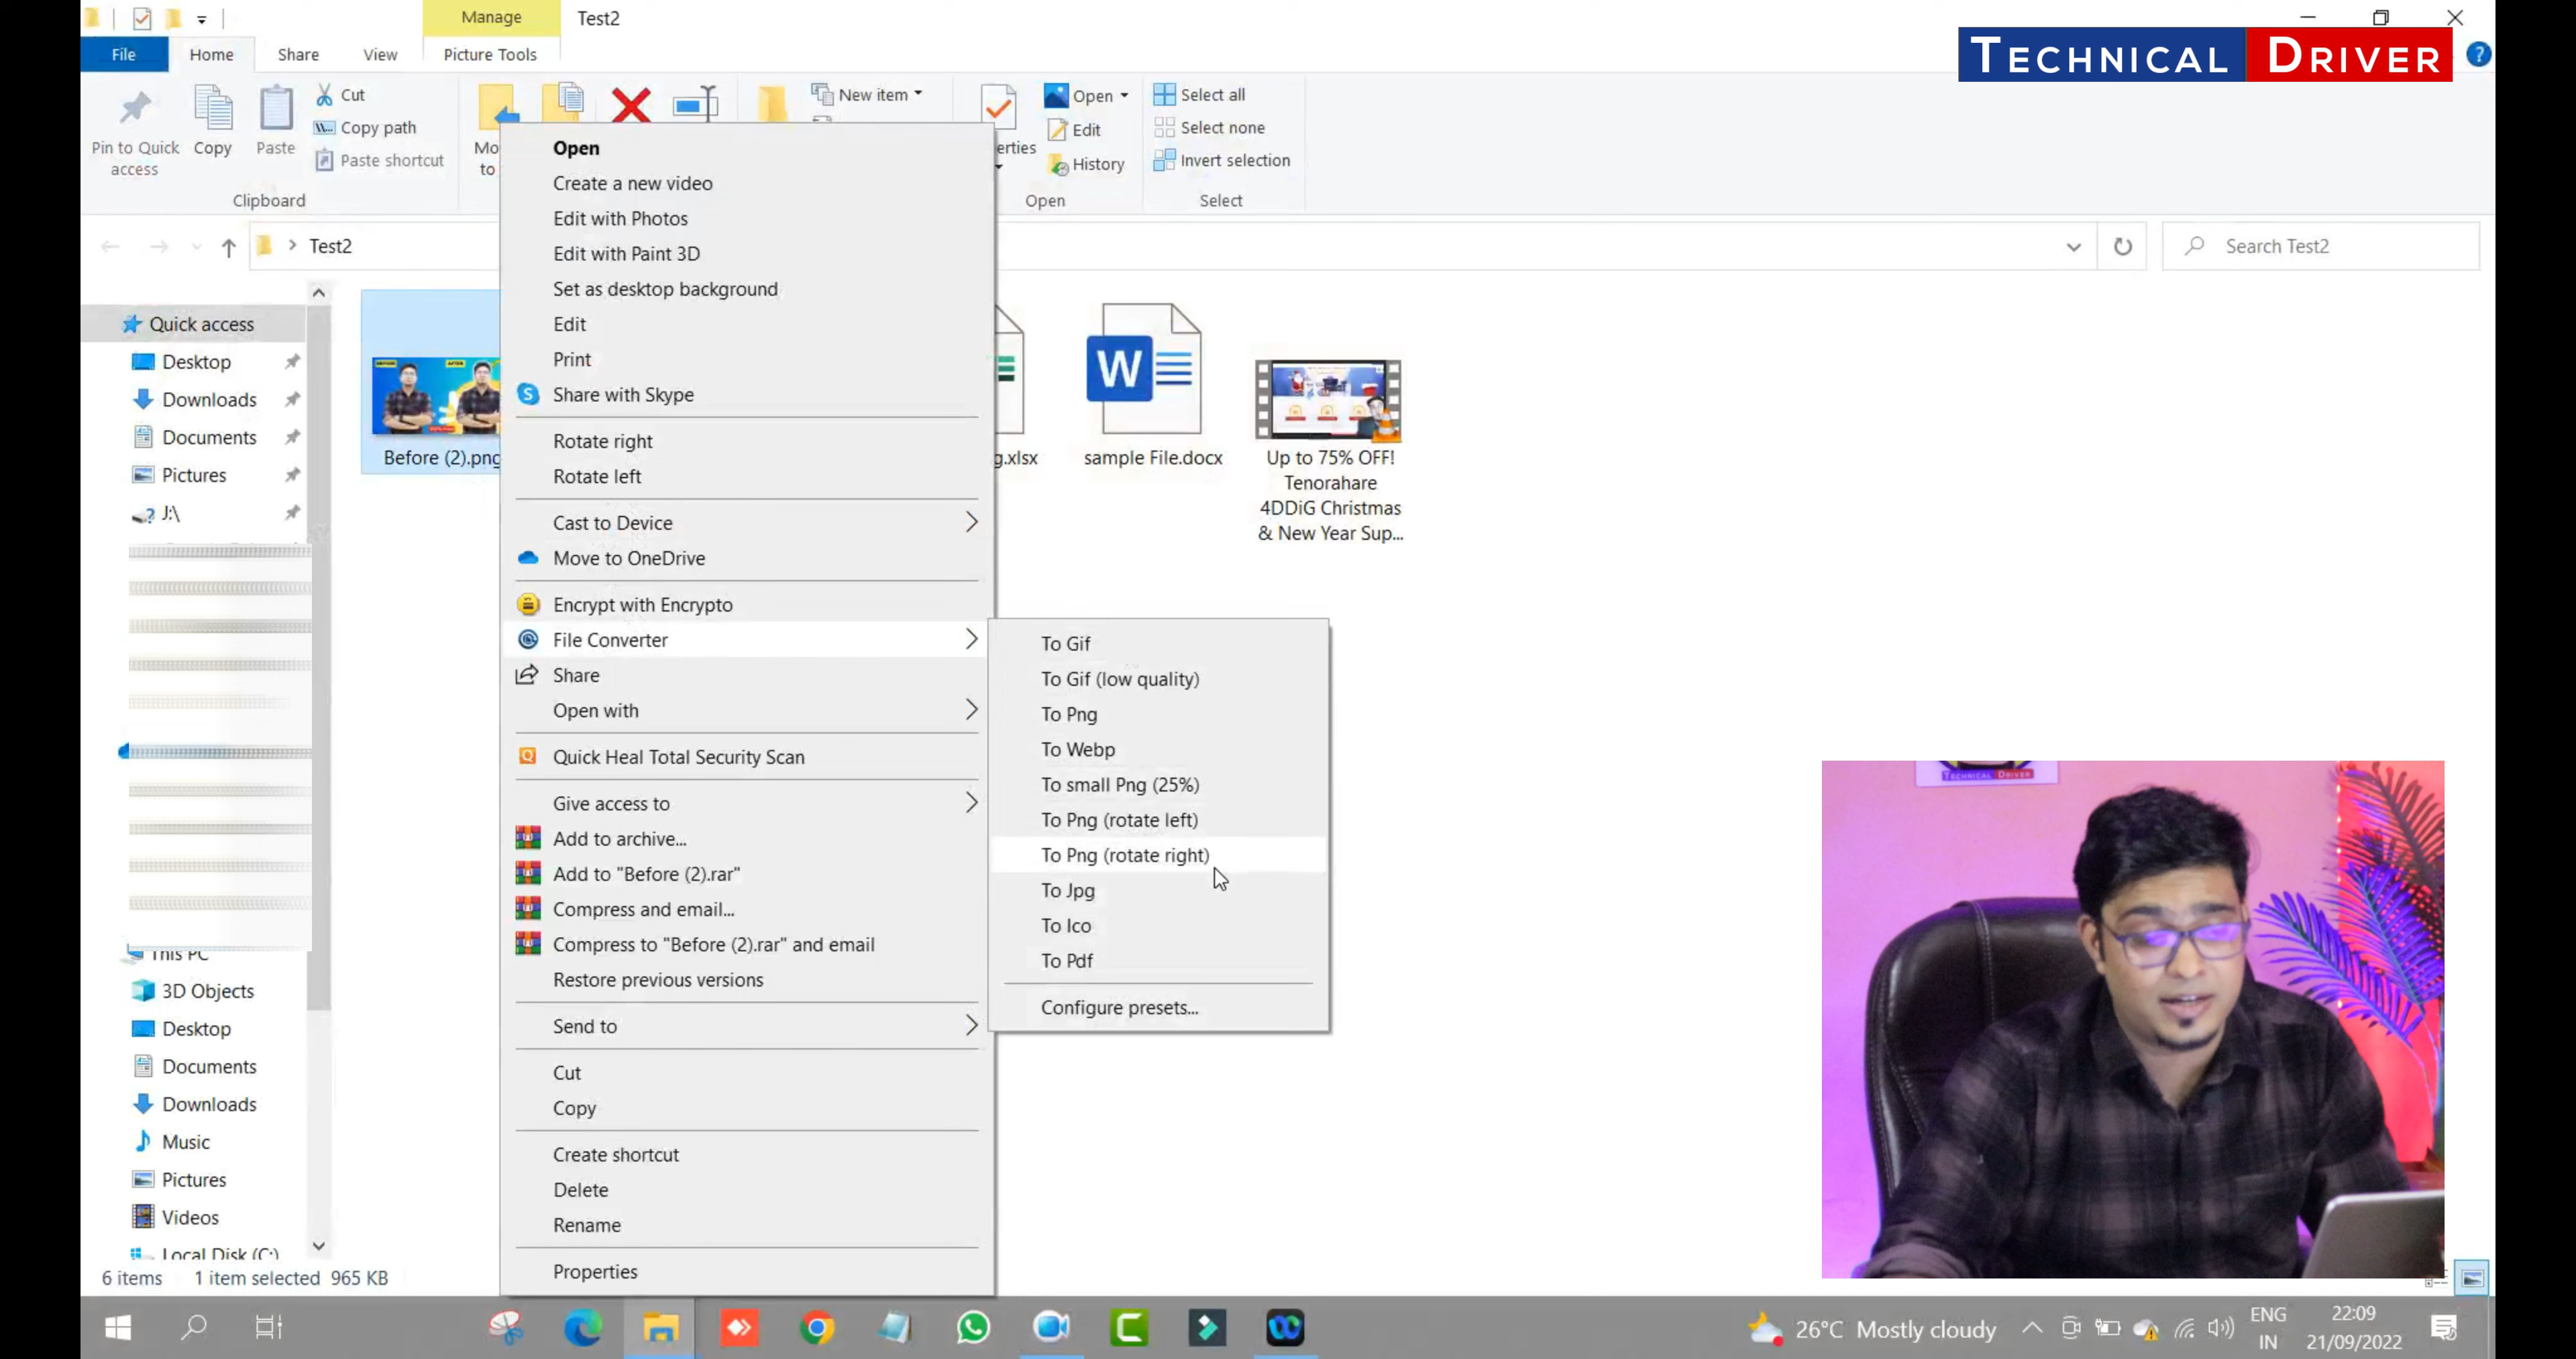 Manage
Test2
TECHNICAL DRIVER
File
Home
Share
View
Picture Tools
Pin to Quick access
Copy
Paste
Cut
Copy path
Paste shortcut
Clipboard
New item
Open
Edit
History
Open
Select all
Select none
Invert selection
Select
Test2
Search Test2
Quick access
Desktop
Downloads
Documents
Pictures
J:\
This PC
3D Objects
Desktop
Documents
Downloads
Music
Pictures
Videos
Local Disk (C:)
Before (2).png
g.xlsx
sample File.docx
Up to 75% OFF!
Tenorahare
4DDiG Christmas
& New Year Sup...
Open
Create a new video
Edit with Photos
Edit with Paint 3D
Set as desktop background
Edit
Print
Share with Skype
Rotate right
Rotate left
Cast to Device
Move to OneDrive
Encrypt with Encrypto
File Converter
Share
Open with
Quick Heal Total Security Scan
Give access to
Add to archive...
Add to "Before (2).rar"
Compress and email...
Compress to "Before (2).rar" and email
Restore previous versions
Send to
Cut
Copy
Create shortcut
Delete
Rename
Properties
To Gif
To Gif (low quality)
To Png
To Webp
To small Png (25%)
To Png (rotate left)
To Png (rotate right)
To Jpg
To Ico
To Pdf
Configure presets...
TECHNICAL DRIVER
6 items
1 item selected 965 KB
26°C Mostly cloudy
ENG
IN
22:09
21/09/2022